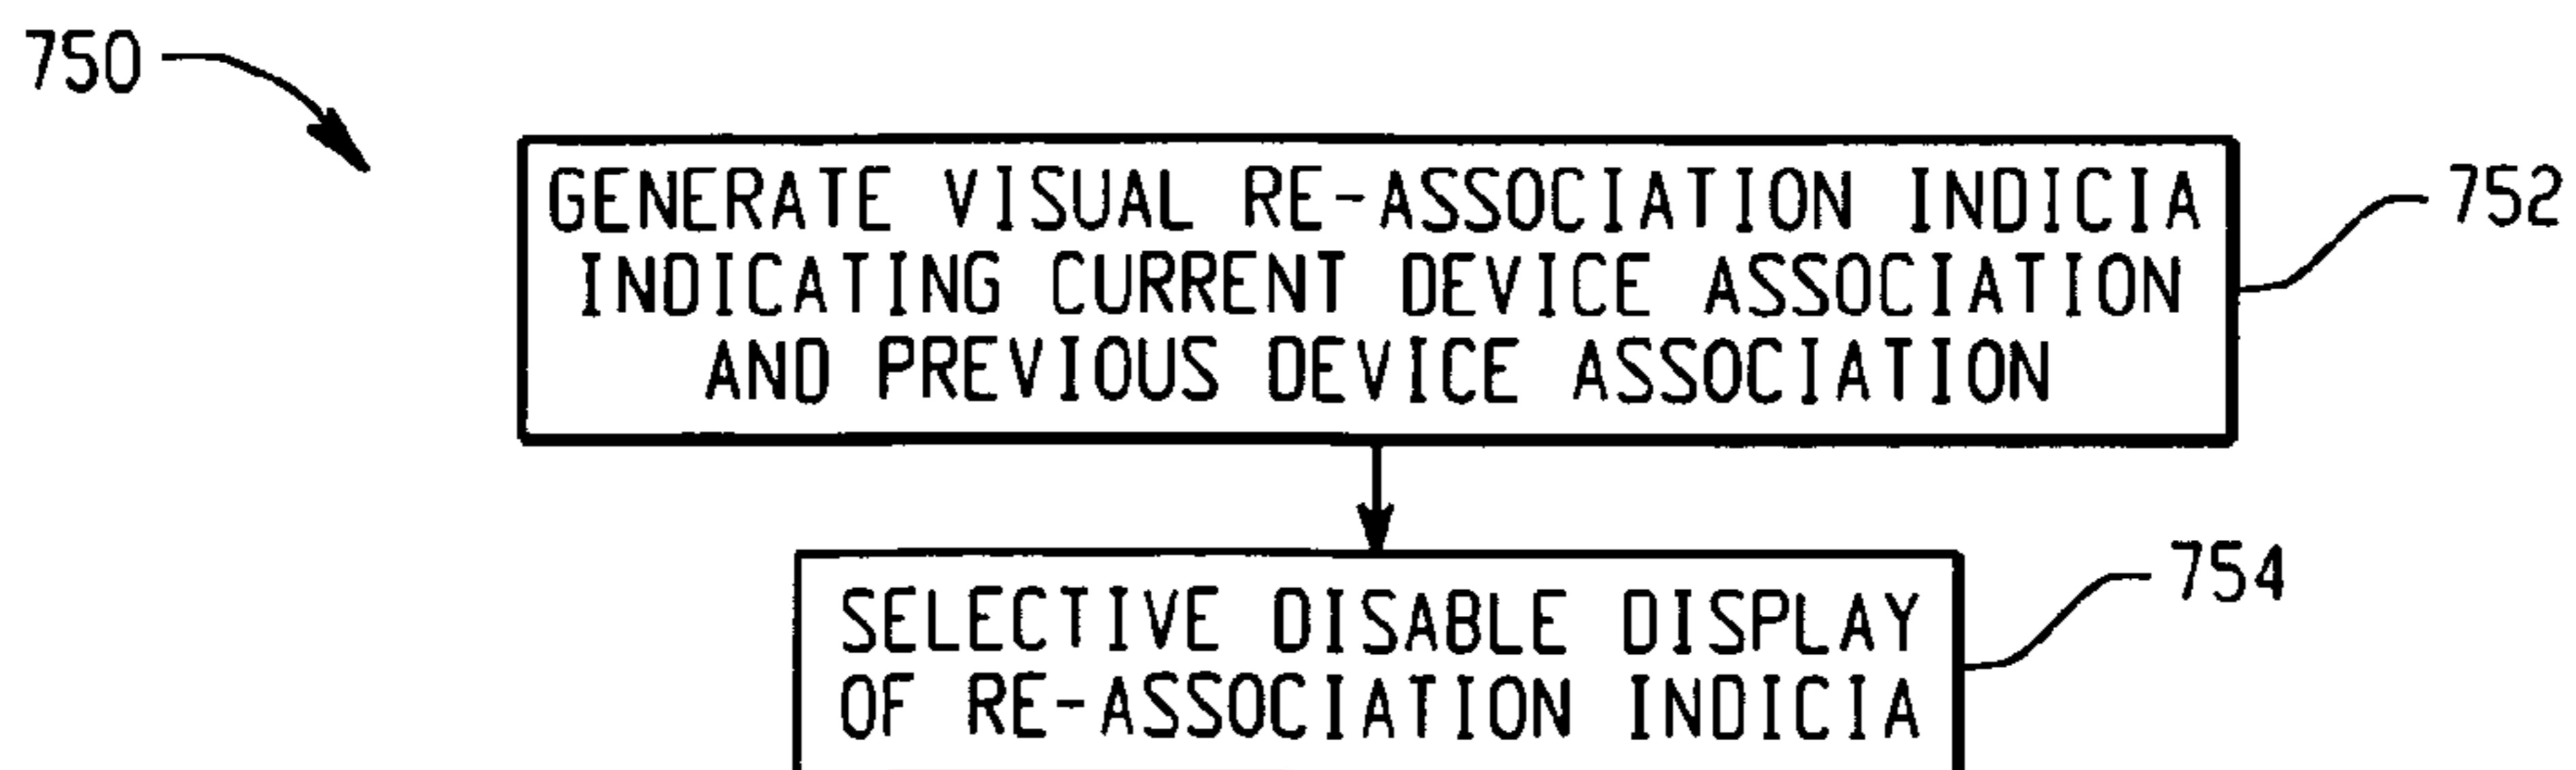 750
GENERATE VISUAL RE-ASSOCIATION INDICIA
INDICATING CURRENT DEVICE ASSOCIATION
AND PREVIOUS DEVICE ASSOCIATION
752
SELECTIVE DISABLE DISPLAY
OF RE-ASSOCIATION INDICIA
754